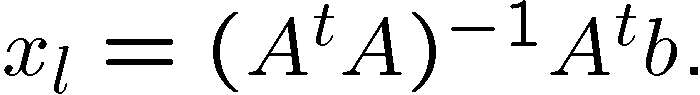 x_l = (A^t A)^{-1} A^t b.